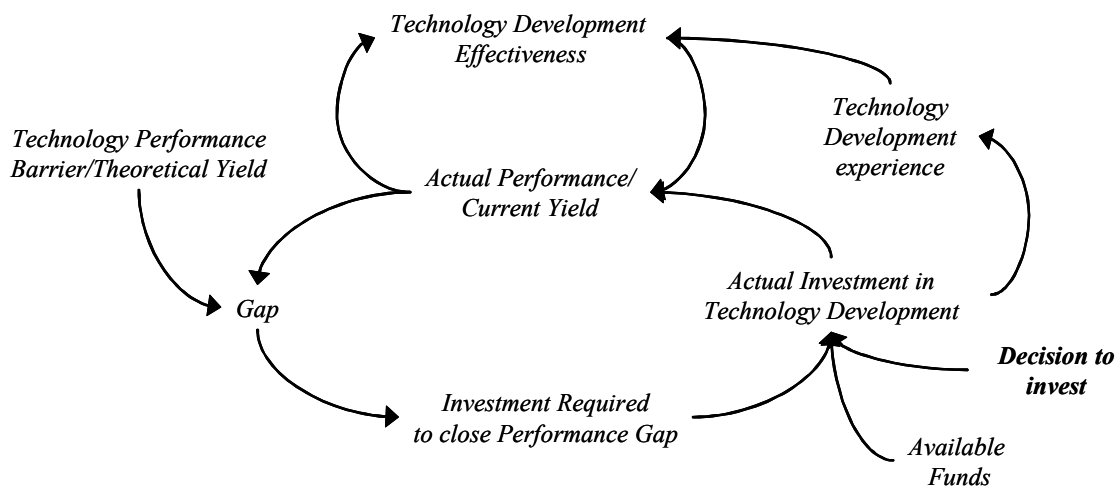 Technology Development
Effectiveness
Technology
Development
experience
Technology Performance
Barrier/Theoretical Yield
Actual Performance/
Current Yield
Actual Investment in
Technology Development
Gap
Decision to
invest
Investment Required
to close Performance Gap
Available
Funds